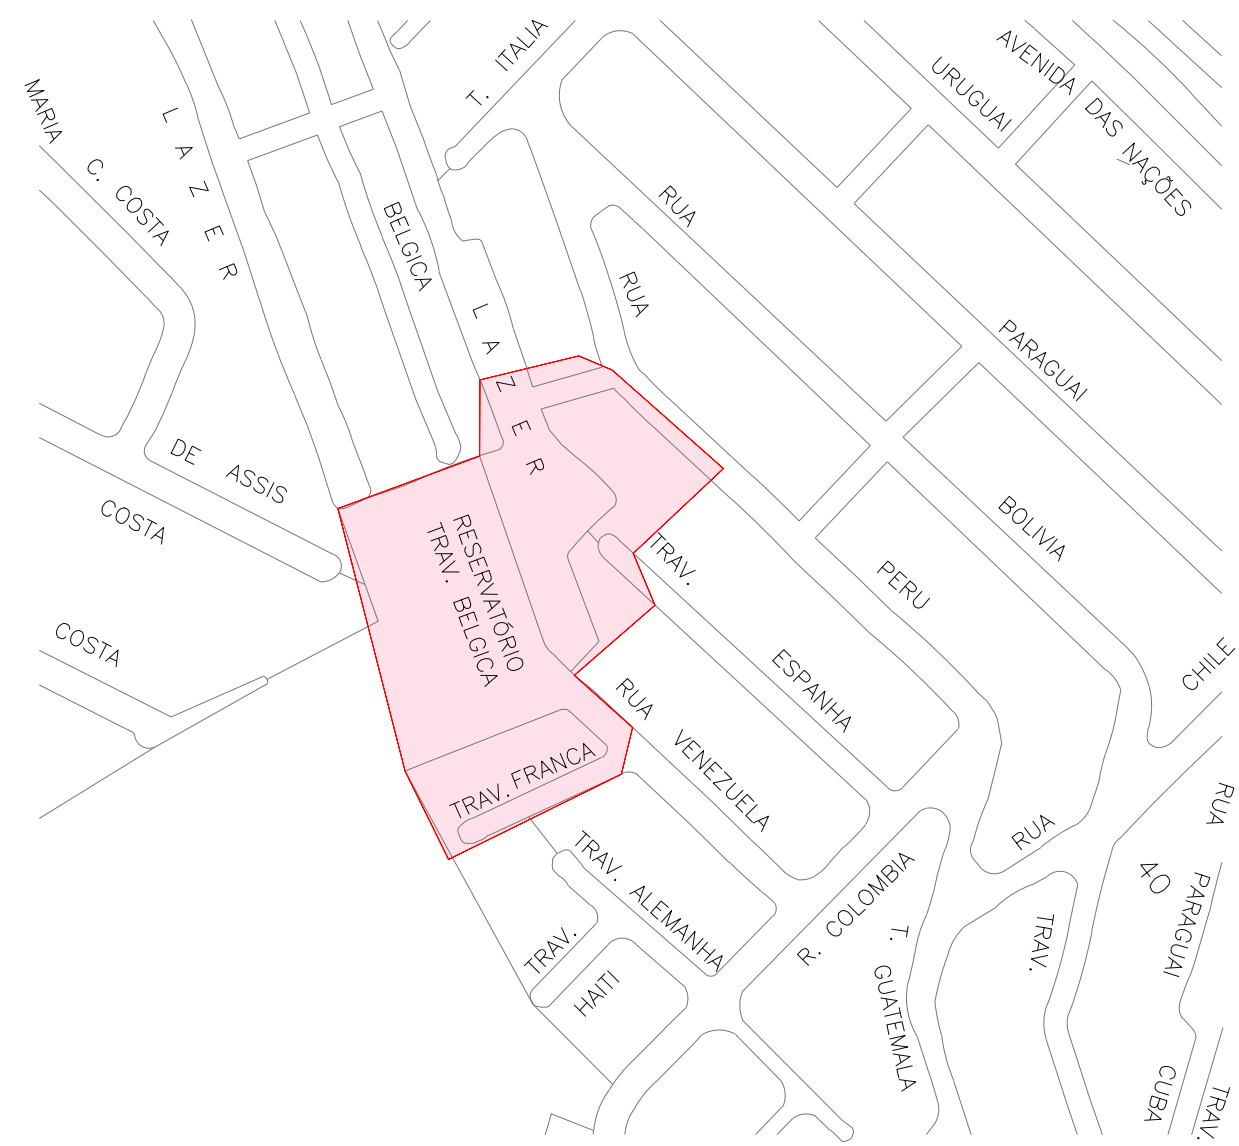 ITALIA
T.
AVENIDA
DAS NAÇÕES
URUGUAI
MARIA
C. COSTA
LAZER
BELGICA
RUA
RUA
PARAGUAI
LAZER
DE ASSIS
COSTA
BOLIVIA
RESERVATÓRIO
TRAV. BELGICA
TRAV.
ESPANHA
PERU
COSTA
CHILE
RUA
VENEZUELA
TRAV. FRANCA
RUA
RUA
PARAGUAI
40
TRAV. ALEMANHA
R. COLOMBIA
TRAV.
HAITI
T. GUATEMALA
TRAV.
CUBA
TRAV.